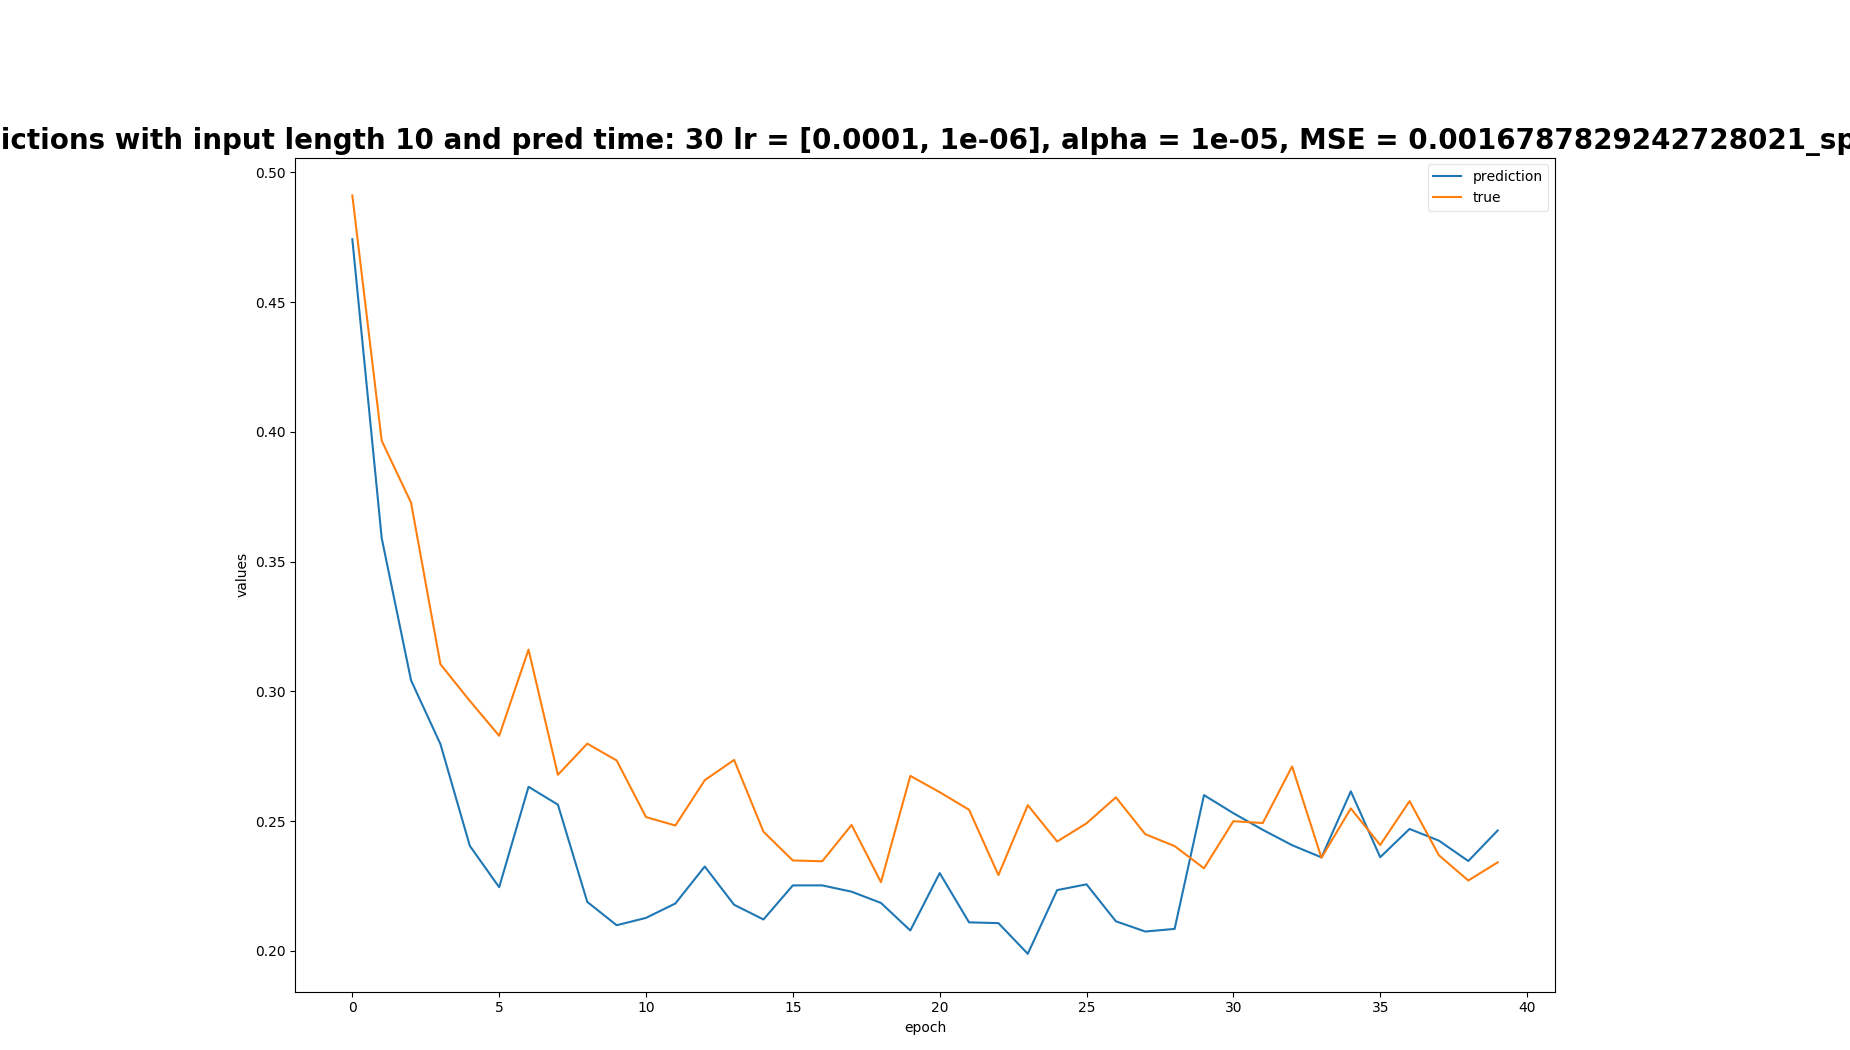 ictions with input length 10 and pred time: 30 lr = [0.0001, 1e-06], alpha = 1e-05, MSE = 0.0016787829242728021_sp
prediction
true
0.50
0.45
0.40
0.35
0.30
0.25
0.20
values
0 5 10 15 20 25 30 35 40
epoch